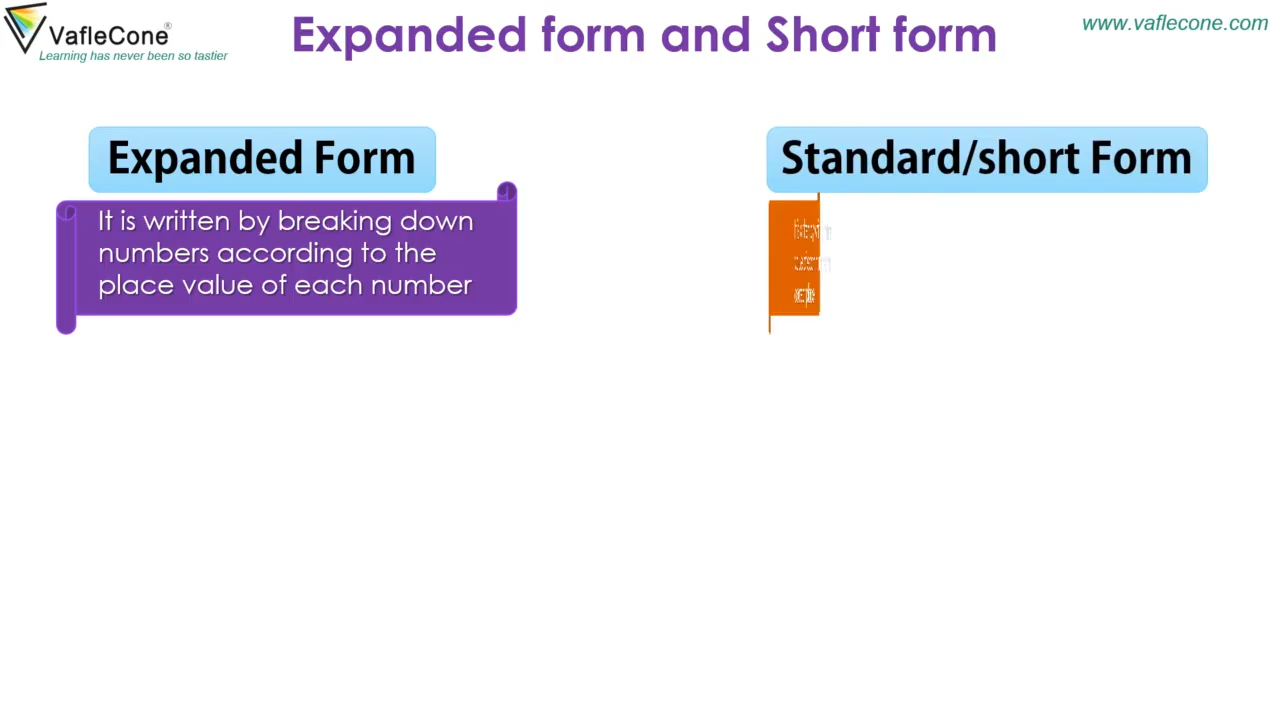 VafleCone®
Learning has never been so tastier
Expanded form and Short form
www.vaflecone.com
Expanded Form
It is written by breaking down
numbers according to the
place value of each number
Standard/short Form